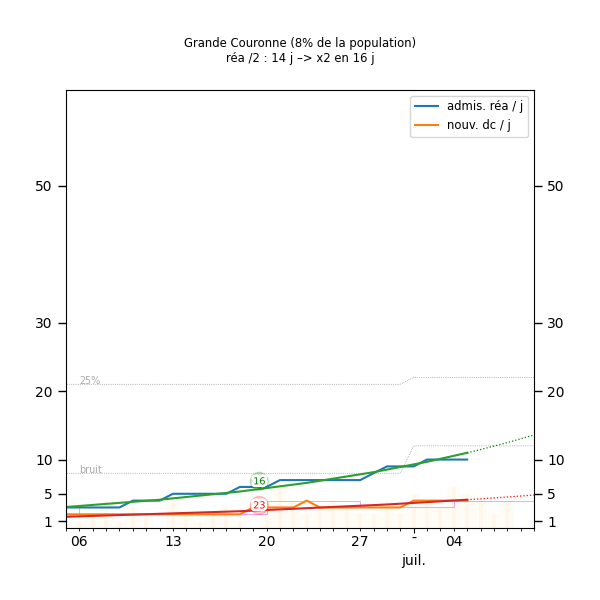 Grande Couronne (8% de la population)
réa /2 : 14 j –> x2 en 16 j
admis. réa / j
nouv. dc / j
50 50
30 30
25%
20 20
10 10
bruit
16
5 5
23
1 1
06 13 20 27 - 04
juil.